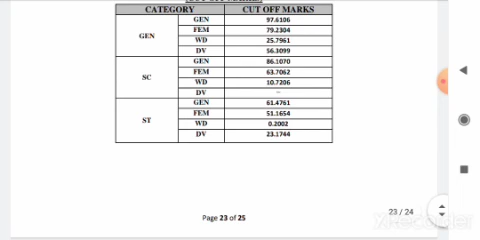 CATEGORY CUT OFF MARKS
GEN GEN 97.6106
FEM 79.2304
WD 25.7961
DV 56.3099
SC GEN 86.1070
FEM 63.7062
WD 10.7206
DV –
ST GEN 61.4761
FEM 51.1654
WD 0.2002
DV 23.1744
23 / 24
Page 23 of 25